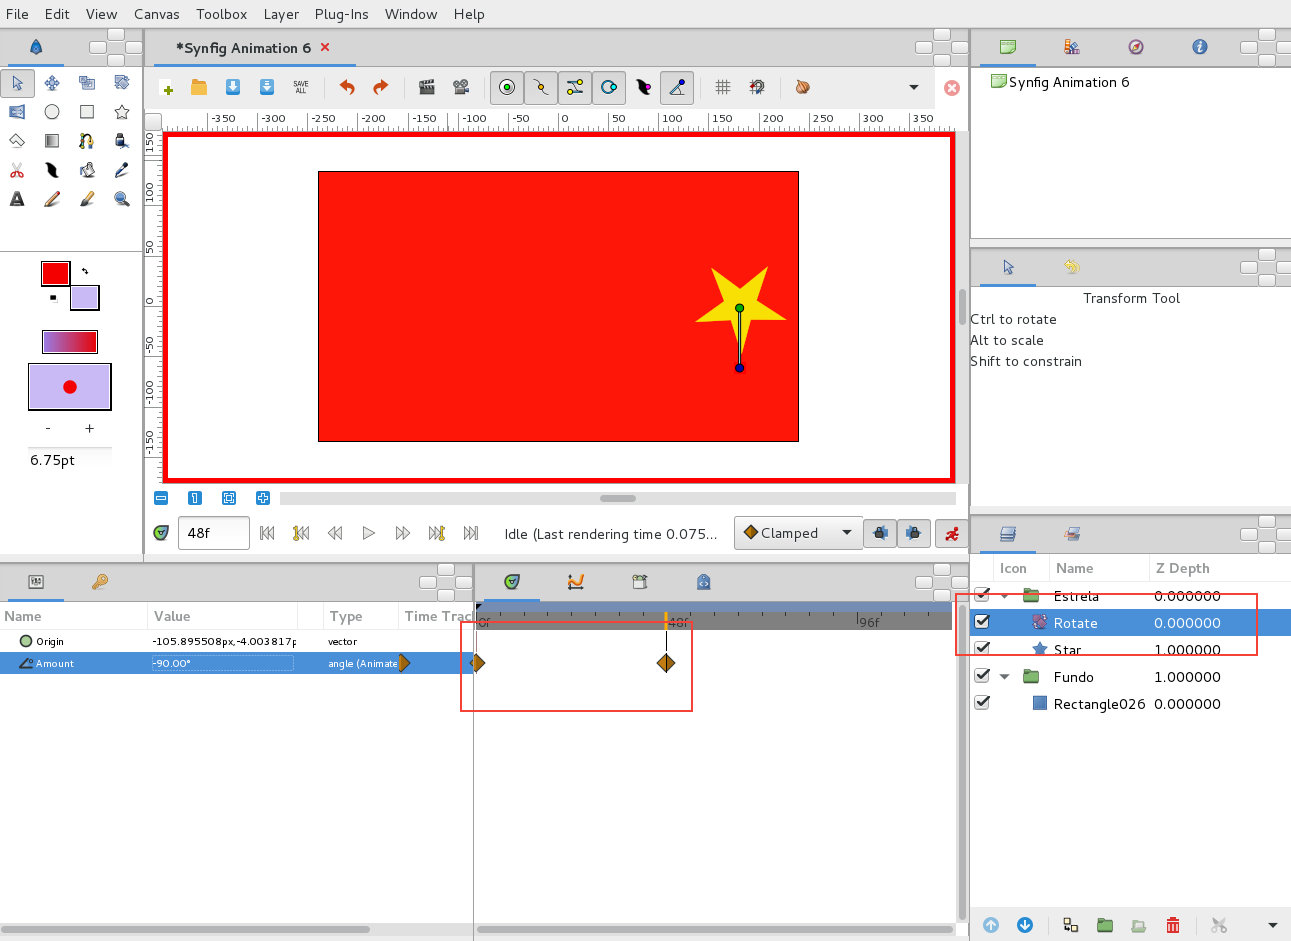 File Edit View Canvas Toolbox Layer Plug-Ins Window Help
*Synfig Animation 6
SAVE ALL
-350 -300 -250 -200 -150 -100 -50 0 50 100 150 200 250 300 350
150
100
50
0
-50
-100
-150
- +
6.75pt
48f
Idle (Last rendering time 0.075...
Clamped
Synfig Animation 6
Transform Tool
Ctrl to rotate
Alt to scale
Shift to constrain
Name Value Type Time Trac
Origin -105.895508px,-4.003817p vector
Amount -90.00° angle (Animate
0f 48f 96f
Icon Name Z Depth
Estrela 0.000000
Rotate 0.000000
Star 1.000000
Fundo 1.000000
Rectangle026 0.000000